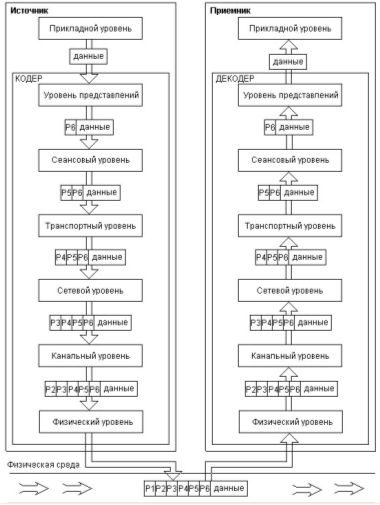 Источник
Прикладной уровень
данные
КОДЕР
Уровень представлений
P6 данные
Сеансовый уровень
P5 P6 данные
Транспортный уровень
P4 P5 P6 данные
Сетевой уровень
P3 P4 P5 P6 данные
Канальный уровень
P2 P3 P4 P5 P6 данные
Физический уровень
Приемник
Прикладной уровень
данные
ДЕКОДЕР
Уровень представлений
P6 данные
Сеансовый уровень
P5 P6 данные
Транспортный уровень
P4 P5 P6 данные
Сетевой уровень
P3 P4 P5 P6 данные
Канальный уровень
P2 P3 P4 P5 P6 данные
Физический уровень
Физическая среда
P1 P2 P3 P4 P5 P6 данные